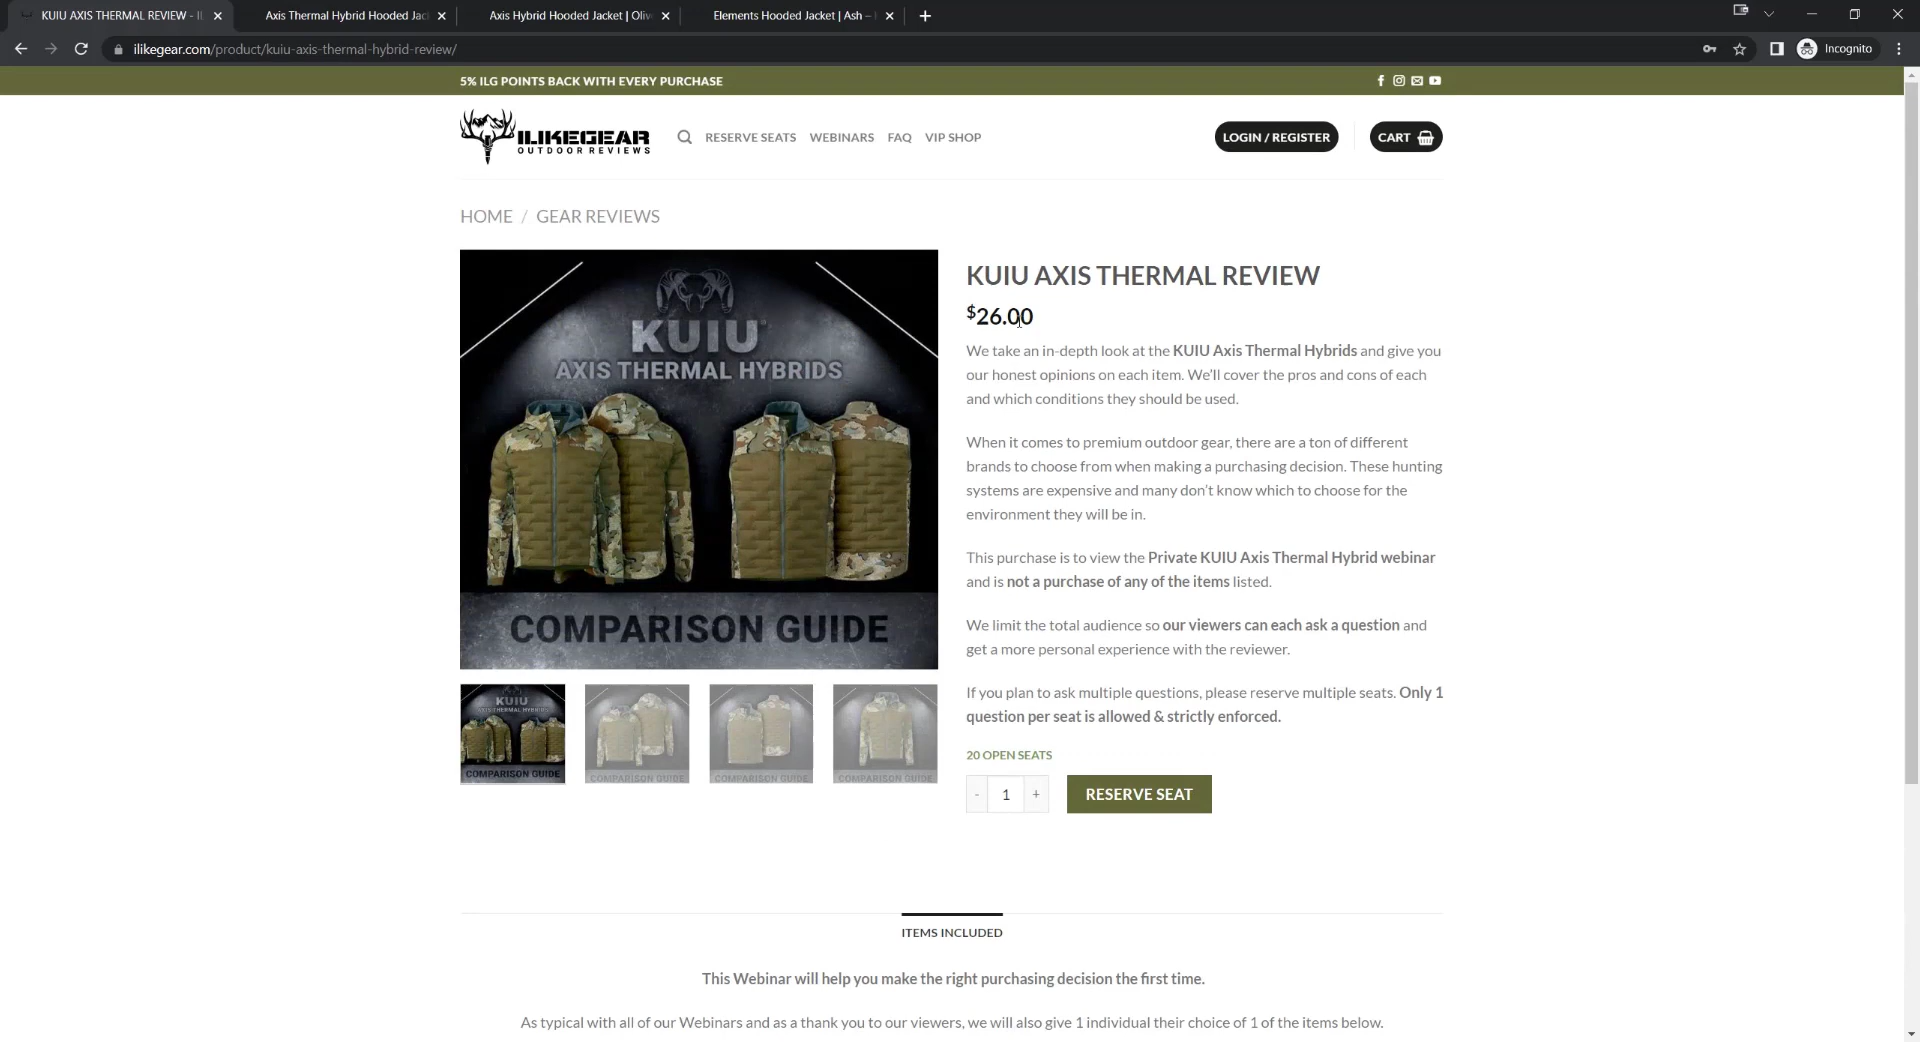 KUIU AXIS THERMAL REVIEW - IL
Axis Thermal Hybrid Hooded Jac
Axis Hybrid Hooded Jacket | Oliv
Elements Hooded Jacket | Ash –
ilikegear.com/product/kuiu-axis-thermal-hybrid-review/
Incognito
5% ILG POINTS BACK WITH EVERY PURCHASE
ILIKEGEAR
OUTDOOR REVIEWS
RESERVE SEATS WEBINARS FAQ VIP SHOP
LOGIN / REGISTER
CART
HOME / GEAR REVIEWS
KUIU
AXIS THERMAL HYBRIDS
COMPARISON GUIDE
KUIU
AXIS THERMAL HYBRIDS
COMPARISON GUIDE
COMPARISON GUIDE
COMPARISON GUIDE
COMPARISON GUIDE
KUIU AXIS THERMAL REVIEW
$26.00
We take an in-depth look at the KUIU Axis Thermal Hybrids and give you
our honest opinions on each item. We'll cover the pros and cons of each
and which conditions they should be used.
When it comes to premium outdoor gear, there are a ton of different
brands to choose from when making a purchasing decision. These hunting
systems are expensive and many don't know which to choose for the
environment they will be in.
This purchase is to view the Private KUIU Axis Thermal Hybrid webinar
and is not a purchase of any of the items listed.
We limit the total audience so our viewers can each ask a question and
get a more personal experience with the reviewer.
If you plan to ask multiple questions, please reserve multiple seats. Only 1
question per seat is allowed & strictly enforced.
20 OPEN SEATS
- 1 +
RESERVE SEAT
ITEMS INCLUDED
This Webinar will help you make the right purchasing decision the first time.
As typical with all of our Webinars and as a thank you to our viewers, we will also give 1 individual their choice of 1 of the items below.